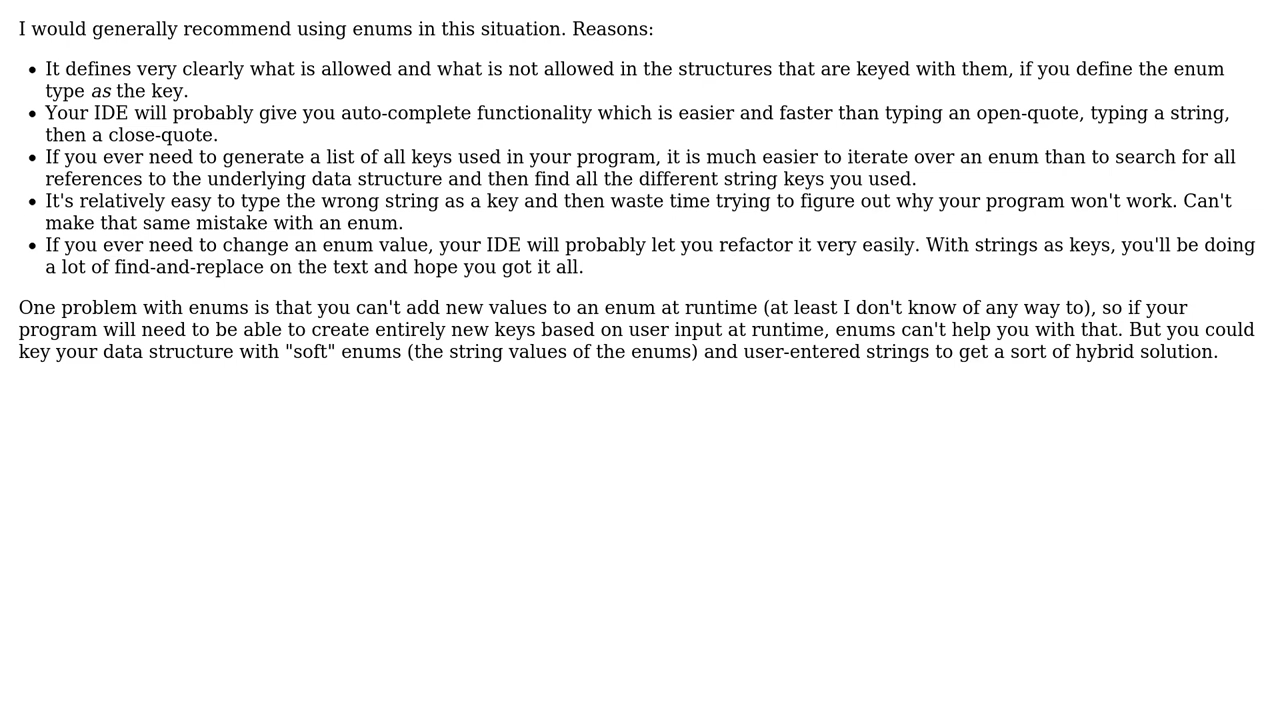 I would generally recommend using enums in this situation. Reasons:
• It defines very clearly what is allowed and what is not allowed in the structures that are keyed with them, if you define the enum
type as the key.
• Your IDE will probably give you auto-complete functionality which is easier and faster than typing an open-quote, typing a string,
then a close-quote.
• If you ever need to generate a list of all keys used in your program, it is much easier to iterate over an enum than to search for all
references to the underlying data structure and then find all the different string keys you used.
• It's relatively easy to type the wrong string as a key and then waste time trying to figure out why your program won't work. Can't
make that same mistake with an enum.
• If you ever need to change an enum value, your IDE will probably let you refactor it very easily. With strings as keys, you'll be doing
a lot of find-and-replace on the text and hope you got it all.
One problem with enums is that you can't add new values to an enum at runtime (at least I don't know of any way to), so if your
program will need to be able to create entirely new keys based on user input at runtime, enums can't help you with that. But you could
key your data structure with "soft" enums (the string values of the enums) and user-entered strings to get a sort of hybrid solution.